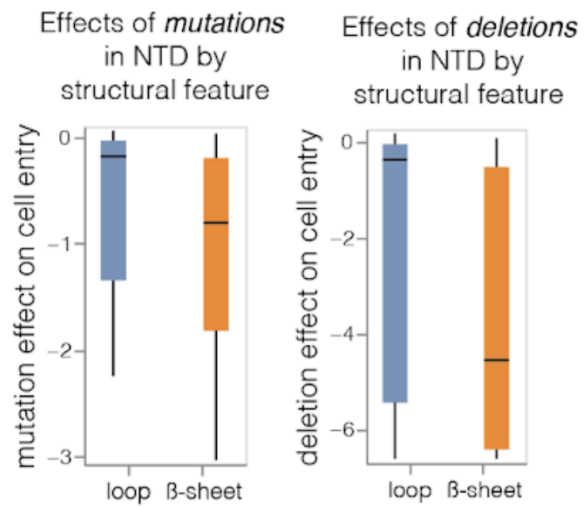 Effects of mutations
in NTD by
structural feature
mutation effect on cell entry
0
−1
−2
−3
loop ß-sheet
Effects of deletions
in NTD by
structural feature
deletion effect on cell entry
0
−2
−4
−6
loop ß-sheet